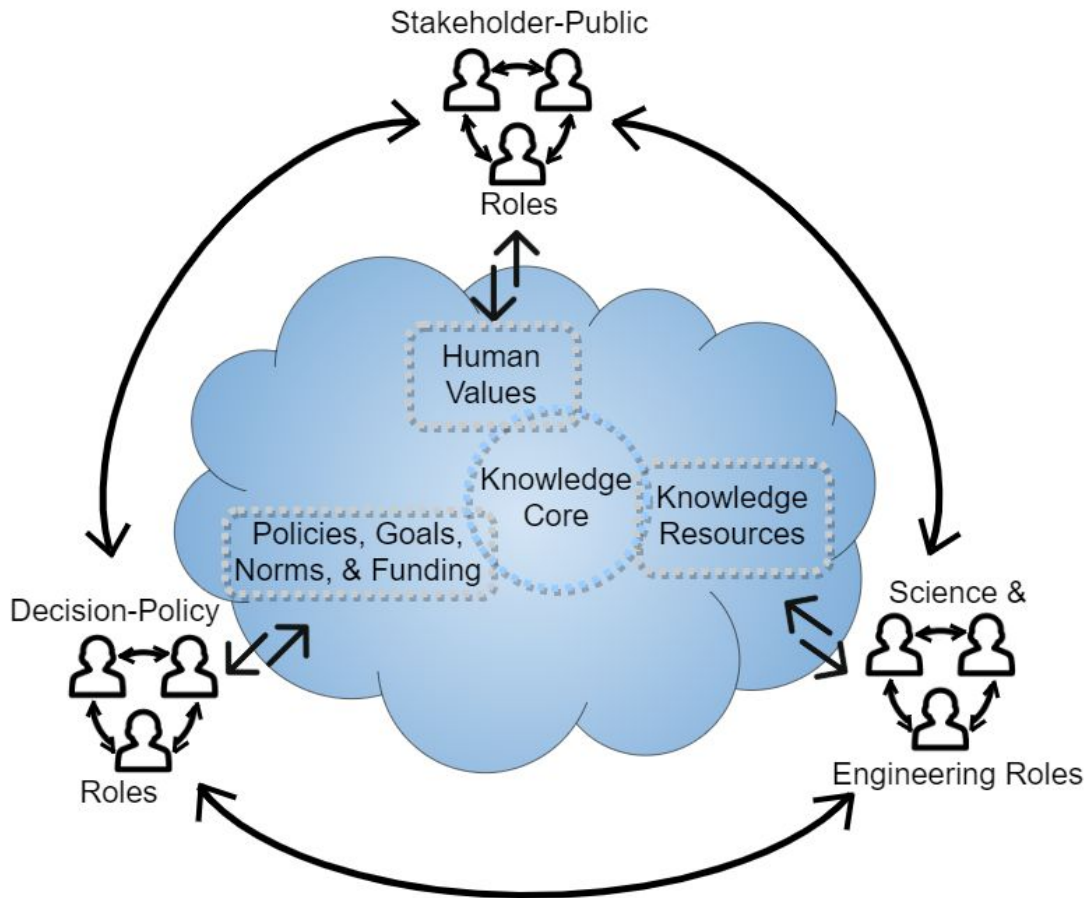 Stakeholder-Public
Roles
Human
Values
Knowledge
Core
Knowledge
Resources
Policies, Goals,
Norms, & Funding
Decision-Policy
Roles
Science &
Engineering Roles